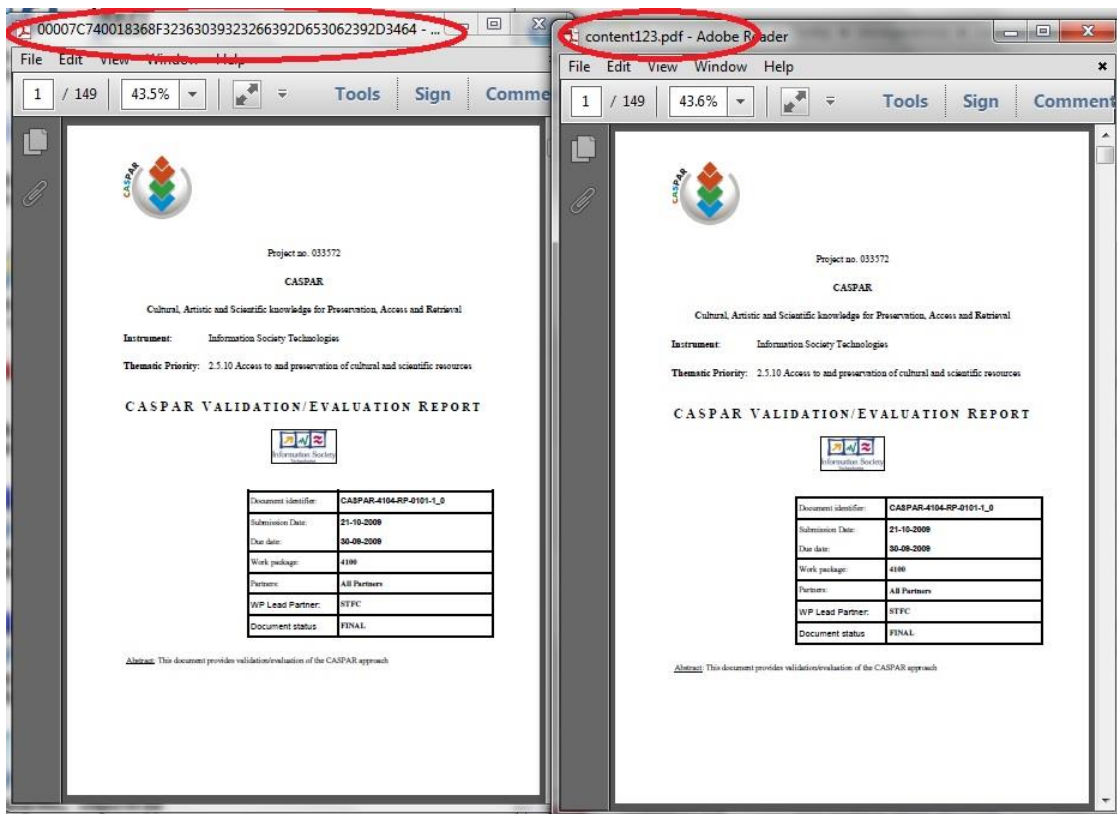 00007C740018368F32363039323266392D653062392D3464 - ...
File Edit View Window Help
1 / 149 43.5% Tools Sign Comme
CASPAR
Project no. 033572
CASPAR
Cultural, Artistic and Scientific knowledge for Preservation, Access and Retrieval
Instrument: Information Society Technologies
Thematic Priority: 2.5.10 Access to and preservation of cultural and scientific resources
CASPAR VALIDATION/EVALUATION REPORT
Information Society
Technologies
Document identifier: CASPAR-4104-RP-0101-1_0
Submission Date: 21-10-2009
Due date: 30-09-2009
Work package: 4100
Partners: All Partners
WP Lead Partner: STFC
Document status FINAL
Abstract: This document provides validation/evaluation of the CASPAR approach
content123.pdf - Adobe Reader
File Edit View Window Help
1 / 149 43.6% Tools Sign Comment
CASPAR
Project no. 033572
CASPAR
Cultural, Artistic and Scientific knowledge for Preservation, Access and Retrieval
Instrument: Information Society Technologies
Thematic Priority: 2.5.10 Access to and preservation of cultural and scientific resources
CASPAR VALIDATION/EVALUATION REPORT
Information Society
Technologies
Document identifier: CASPAR-4104-RP-0101-1_0
Submission Date: 21-10-2009
Due date: 30-09-2009
Work package: 4100
Partners: All Partners
WP Lead Partner: STFC
Document status FINAL
Abstract: This document provides validation/evaluation of the CASPAR approach